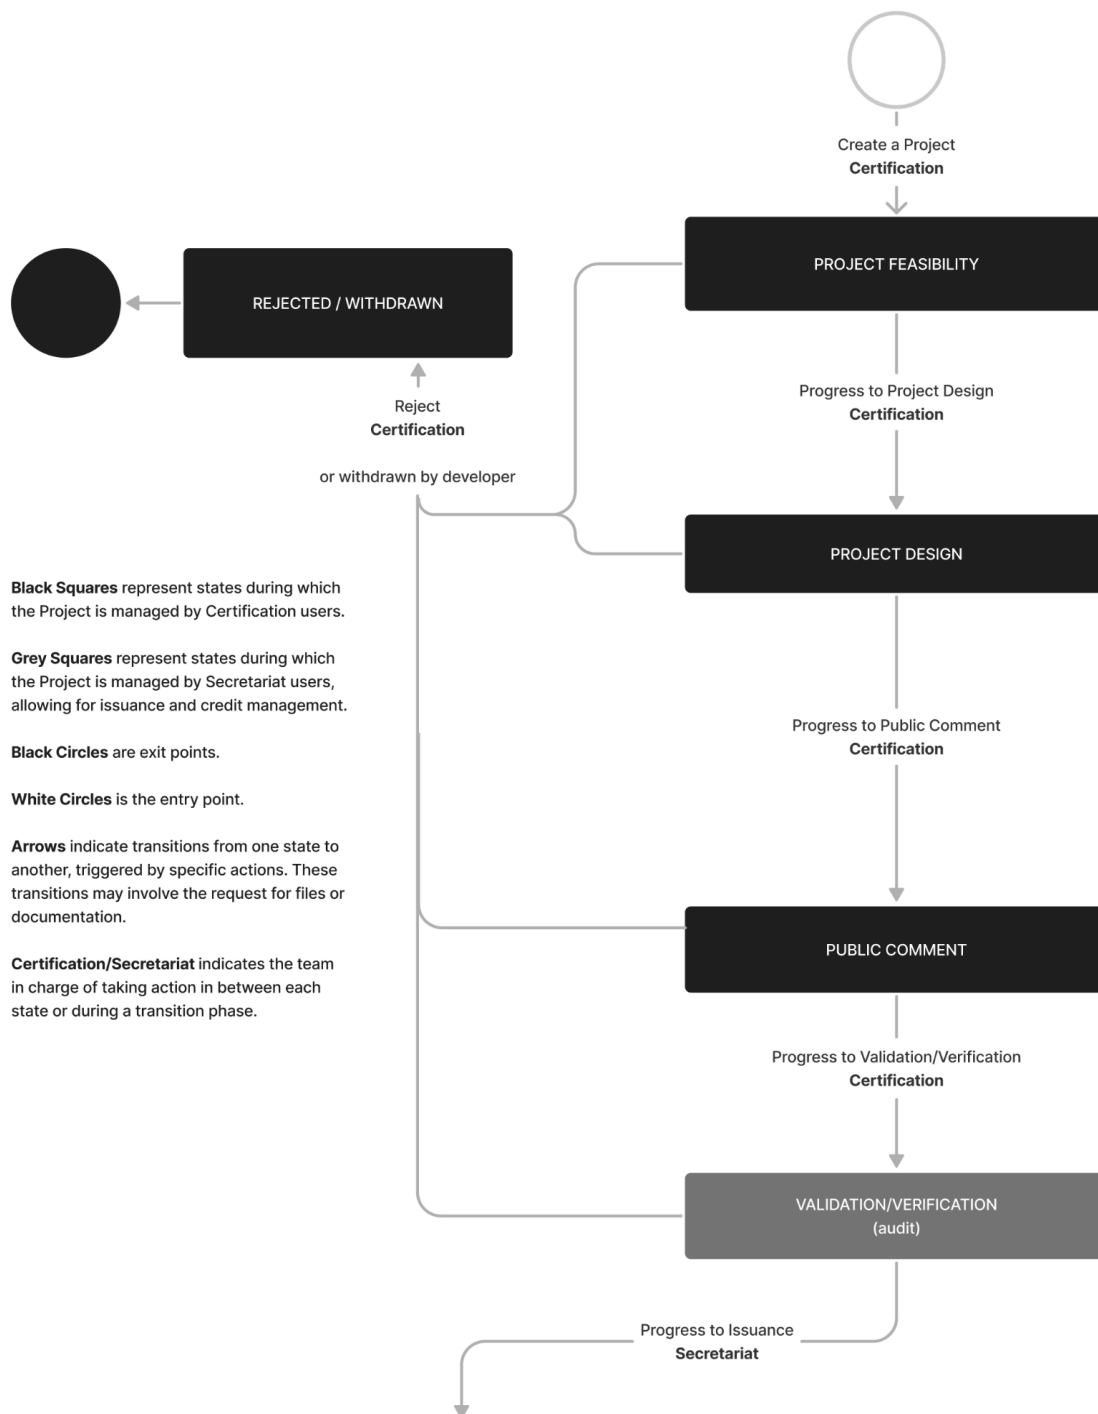 Create a Project
Certification
PROJECT FEASIBILITY
REJECTED / WITHDRAWN
Progress to Project Design
Certification
Reject
Certification
or withdrawn by developer
PROJECT DESIGN
Black Squares represent states during which
the Project is managed by Certification users.
Grey Squares represent states during which
the Project is managed by Secretariat users,
allowing for issuance and credit management.
Black Circles are exit points.
White Circles is the entry point.
Arrows indicate transitions from one state to
another, triggered by specific actions. These
transitions may involve the request for files or
documentation.
Certification/Secretariat indicates the team
in charge of taking action in between each
state or during a transition phase.
Progress to Public Comment
Certification
PUBLIC COMMENT
Progress to Validation/Verification
Certification
VALIDATION/VERIFICATION
(audit)
Progress to Issuance
Secretariat